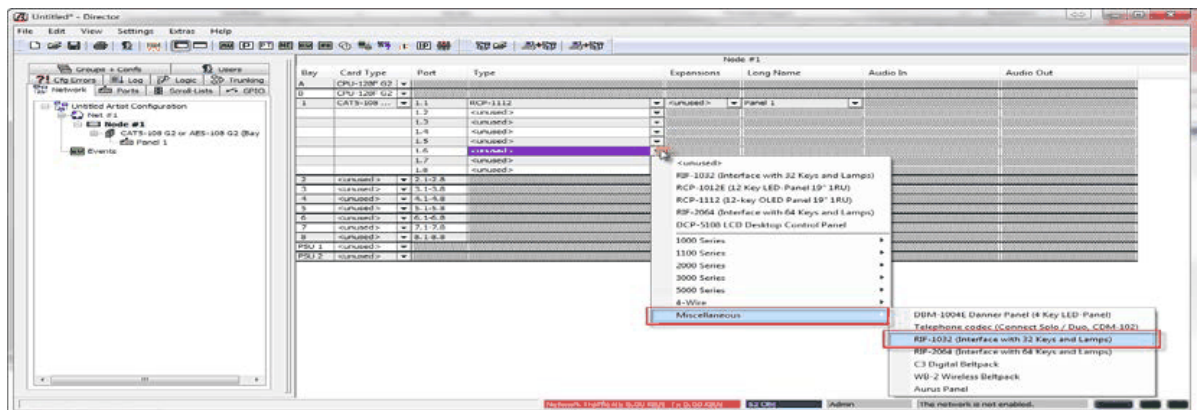 Untitled* - Director
File Edit View Settings Extras Help
Groups + Confs Users
Cfg Errors Log Logic Trunking
Network Ports Scroll Lists GPIO
Untitled Artist Configuration
Net #1
Node #1
CAT5-108 G2 or AES-108 G2 (Bay
Panel 1
Events
Node #1
Bay Card Type Port Type Expansions Long Name Audio In Audio Out
A CPU-128F G2
B CPU-128F G2
1 CAT5-108 ... 1.1 RCP-1112 <unused> Panel 1
1.2 <unused>
1.3 <unused>
1.4 <unused>
1.5 <unused>
1.6 <unused>
1.7 <unused>
1.8 <unused>
2 <unused> 2.1-2.8
3 <unused> 3.1-3.8
4 <unused> 4.1-4.8
5 <unused> 5.1-5.8
6 <unused> 6.1-6.8
7 <unused> 7.1-7.8
8 <unused> 8.1-8.8
PSU 1 <unused>
PSU 2 <unused>
<unused>
RIF-1032 (Interface with 32 Keys and Lamps)
RCP-1012E (12 Key LED-Panel 19" 1RU)
RCP-1112 (12-key OLED Panel 19" 1RU)
RIF-2064 (Interface with 64 Keys and Lamps)
DCP-5108 LCD Desktop Control Panel
1000 Series
1100 Series
2000 Series
3000 Series
5000 Series
4-Wire
Miscellaneous
DBM-1004E Danner Panel (4 Key LED-Panel)
Telephone codec (Connect Solo / Duo, CDM-102)
RIF-1032 (Interface with 32 Keys and Lamps)
RIF-2064 (Interface with 64 Keys and Lamps)
C3 Digital Beltpack
WB-2 Wireless Beltpack
Aurus Panel
Admin The network is not enabled.